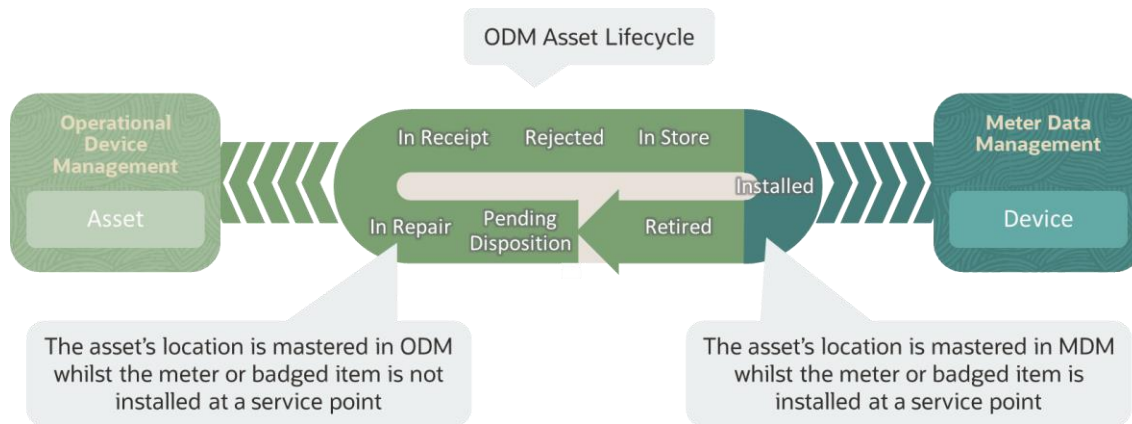 ODM Asset Lifecycle
Operational
Device
Management
Asset
In Receipt
Rejected
In Store
Installed
In Repair
Pending
Disposition
Retired
Meter Data
Management
Device
The asset's location is mastered in ODM
whilst the meter or badged item is not
installed at a service point
The asset's location is mastered in MDM
whilst the meter or badged item is
installed at a service point